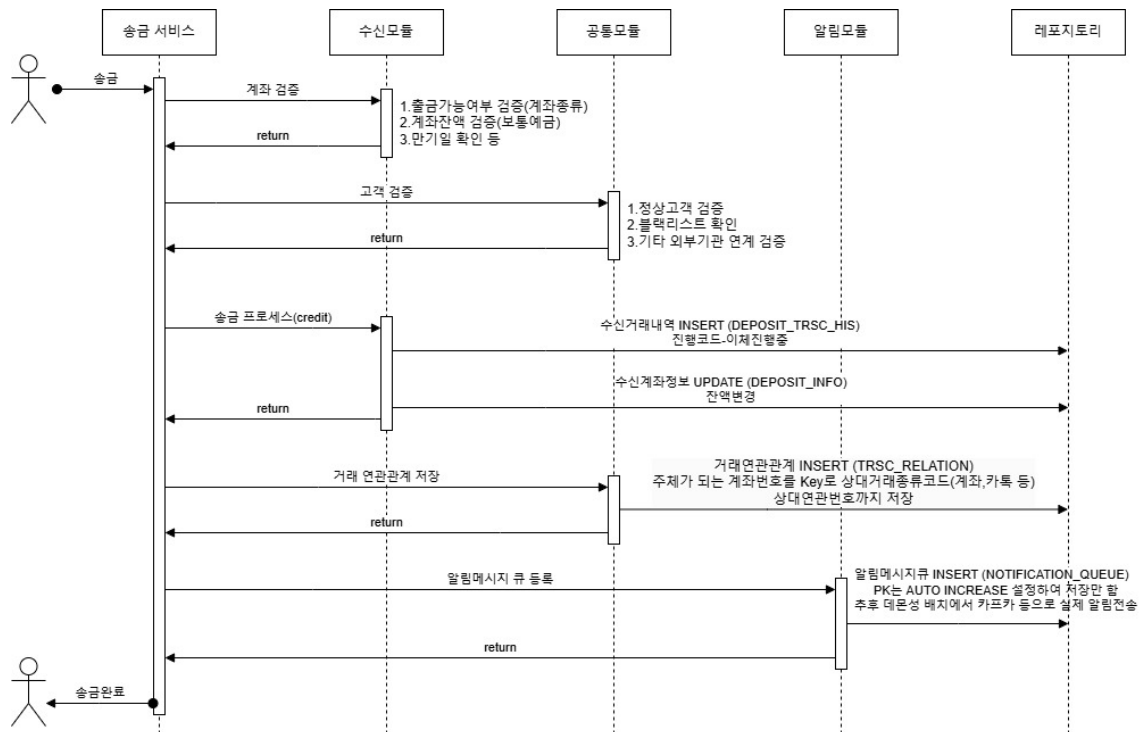 송금 서비스
수신모듈
공통모듈
알림모듈
레포지토리
송금
계좌 검증
1.출금가능여부 검증(계좌종류)
2.계좌잔액 검증(보통예금)
3.만기일 확인 등
return
고객 검증
1.정상고객 검증
2.블랙리스트 확인
3.기타 외부기관 연계 검증
return
송금 프로세스(credit)
수신거래내역 INSERT (DEPOSIT_TRSC_HIS)
진행코드-이체진행중
수신계좌정보 UPDATE (DEPOSIT_INFO)
잔액변경
return
거래 연관관계 저장
거래연관관계 INSERT (TRSC_RELATION)
주체가 되는 계좌번호를 Key로 상대거래종류코드(계좌,카톡 등)
상대연관번호까지 저장
return
알림메시지 큐 등록
알림메시지큐 INSERT (NOTIFICATION_QUEUE)
PK는 AUTO INCREASE 설정하여 저장만 함
추후 데몬성 배치에서 카프카 등으로 실제 알림전송
return
송금완료